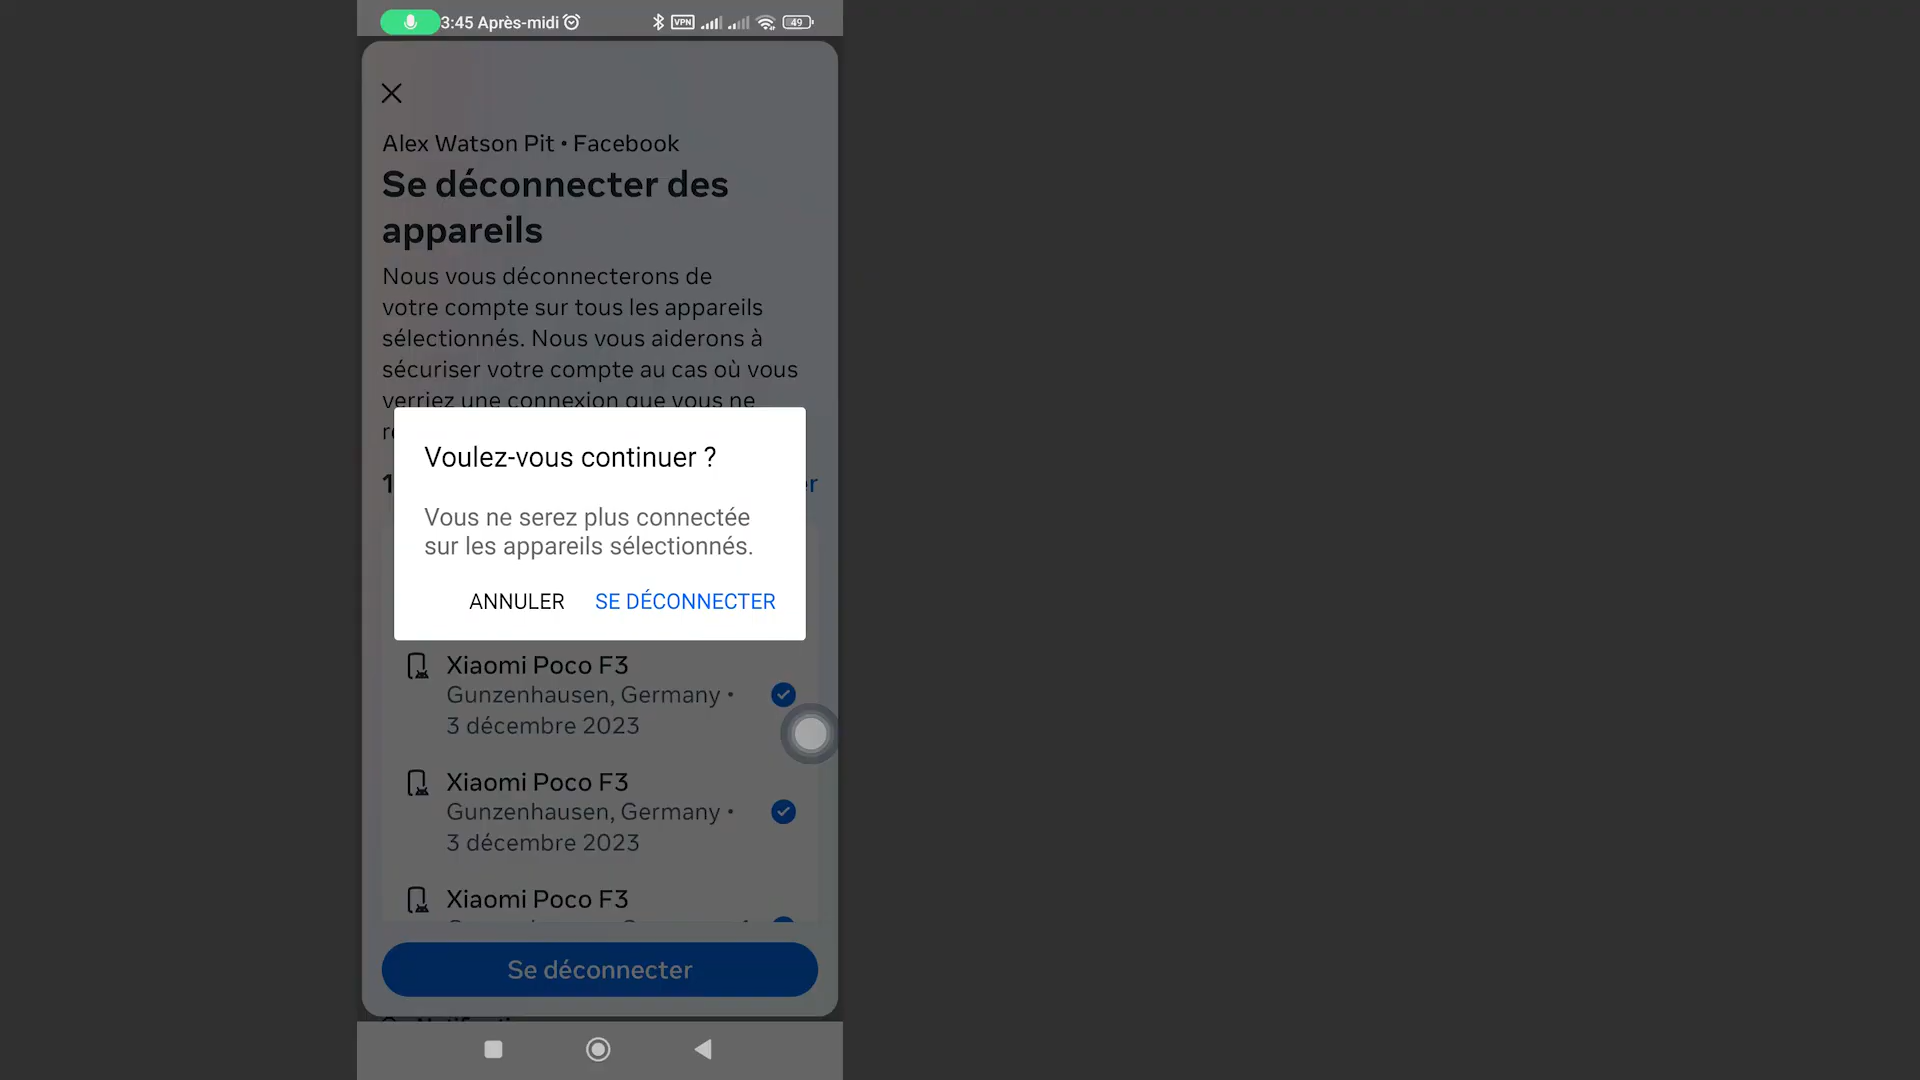 3:45 Après-midi
VPN
49
Alex Watson Pit • Facebook
Se déconnecter des
appareils
Nous vous déconnecterons de
votre compte sur tous les appareils
sélectionnés. Nous vous aiderons à
sécuriser votre compte au cas où vous
verriez une connexion que vous ne
Voulez-vous continuer ?
Vous ne serez plus connectée
sur les appareils sélectionnés.
ANNULER SE DÉCONNECTER
Xiaomi Poco F3
Gunzenhausen, Germany •
3 décembre 2023
Xiaomi Poco F3
Gunzenhausen, Germany •
3 décembre 2023
Xiaomi Poco F3
Se déconnecter